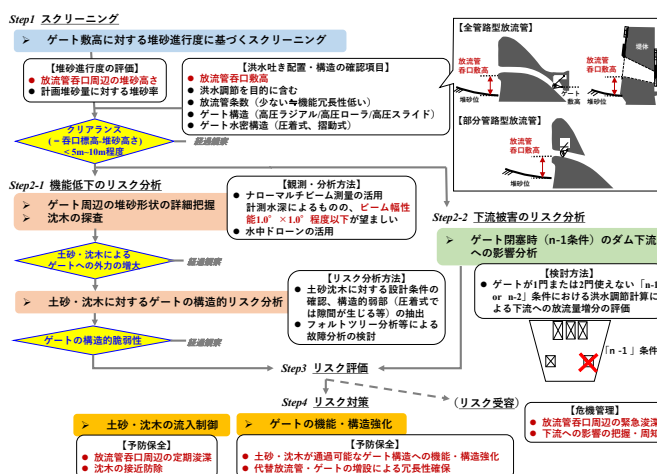 Step1 スクリーニング
➢ ゲート敷高に対する堆砂進行度に基づくスクリーニング
【堆砂進行度の評価】
● 放流管呑口周辺の堆砂高さ
● 計画堆砂量に対する堆砂率
【洪水吐き配置・構造の確認項目】
● 放流管呑口敷高
● 洪水調節を目的に含む
● 放流管条数（少ない≒機能冗長性低い）
● ゲート構造（高圧ラジアル/高圧ローラ/高圧スライド）
● ゲート水密構造（圧着式、摺動式）
クリアランス
(＝呑口標高-堆砂高さ)
＜5m~10m程度
経過観察
【全管路型放流管】
放流管
呑口敷高
堆砂位
ゲート
敷高
堤体
放流管
呑口敷高
堆砂位
【部分管路型放流管】
放流管
呑口敷高
堆砂位
Step2-1 機能低下のリスク分析
➢ ゲート周辺の堆砂形状の詳細把握
➢ 沈木の探査
【観測・分析方法】
● ナローマルチビーム測量の活用
計測水深によるものの、ビーム幅性
能1.0°×1.0°程度以下が望ましい
● 水中ドローンの活用
土砂・沈木による
ゲートへの外力の増大
経過観察
➢ 土砂・沈木に対するゲートの構造的リスク分析
【リスク分析方法】
● 土砂沈木に対する設計条件の
確認、構造的弱部（圧着式で
は隙間が生じる等）の抽出
● フォルトツリー分析等による
故障分析の検討
ゲートの構造的脆弱性
経過観察
Step2-2 下流被害のリスク分析
➢ ゲート閉塞時（n-1条件）のダム下流
への影響分析
【検討方法】
● ゲートが1門または2門使えない「n-1
or n-2」条件における洪水調節計算に
よる下流への放流量増分の評価
「n -1 」条件
Step3 リスク評価
Step4 リスク対策
（リスク受容）
➢ 土砂・沈木の流入制御
【予防保全】
● 放流管呑口周辺の定期浚渫
● 沈木の接近防除
➢ ゲートの機能・構造強化
【予防保全】
● 土砂・沈木が通過可能なゲート構造への機能・構造強化
● 代替放流管・ゲートの増設による冗長性確保
【危機管理】
● 放流管呑口周辺の緊急浚渫
● 下流への影響の把握・周知